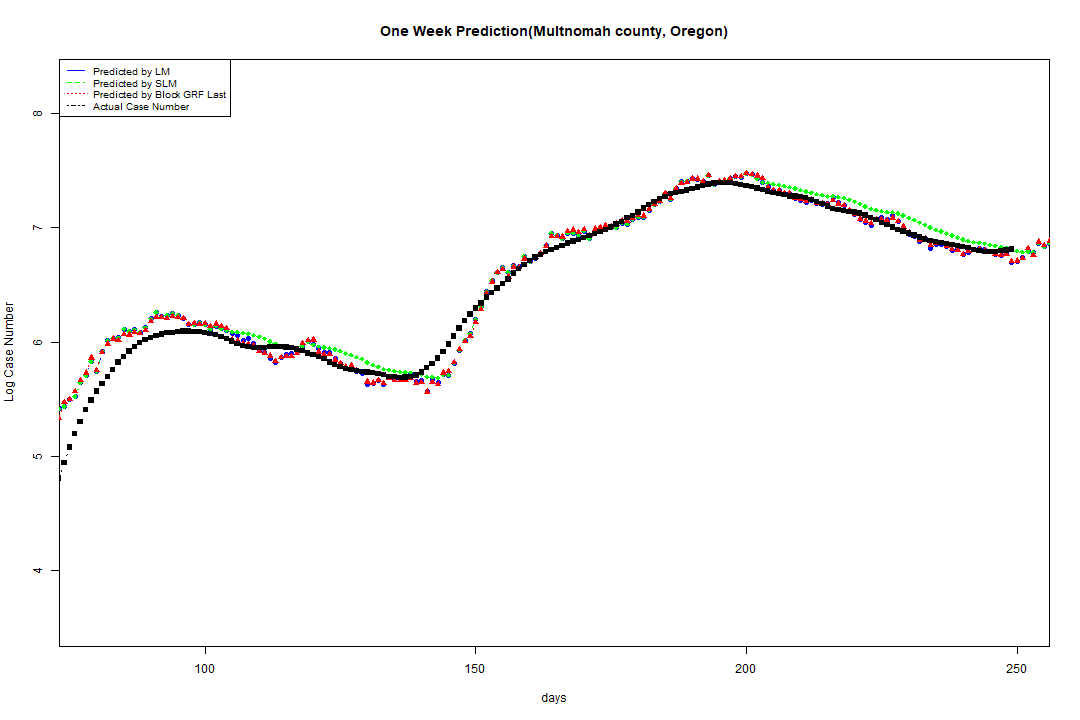 One Week Prediction(Multnomah county, Oregon)
Predicted by LM
Predicted by SLM
Predicted by Block GRF Last
Actual Case Number
8
7
6
5
4
Log Case Number
100 150 200 250
days